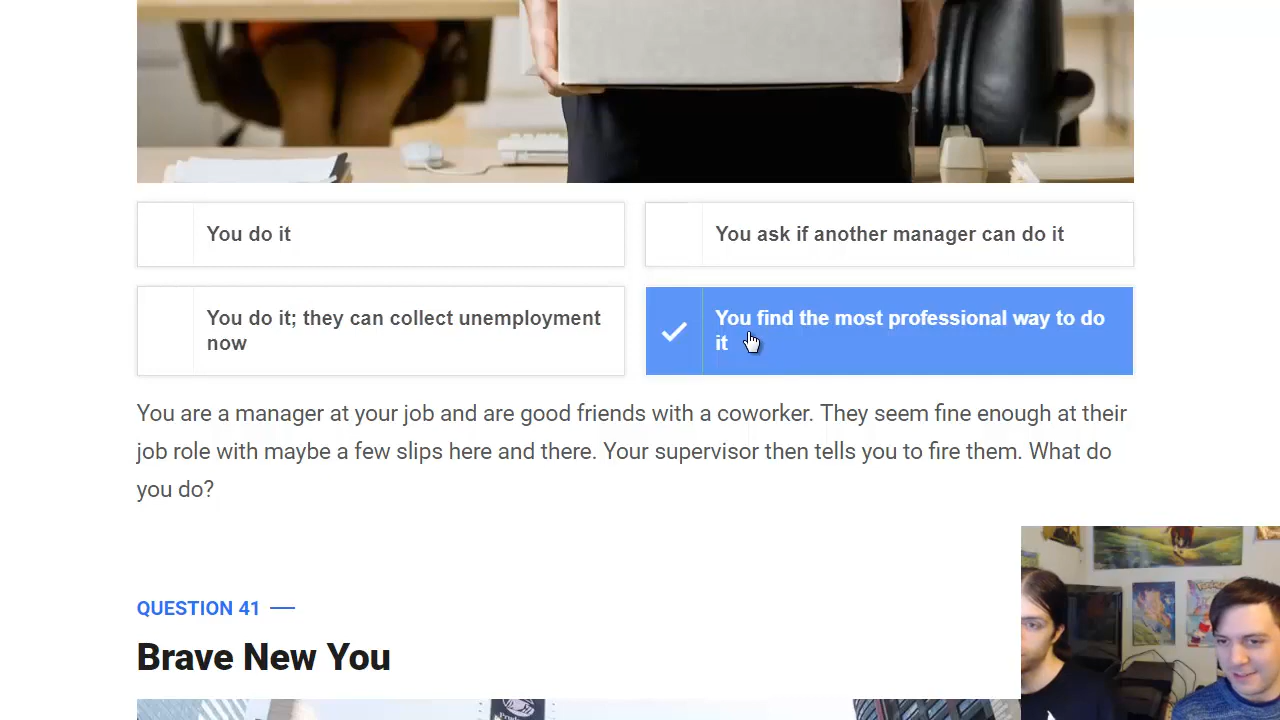 You do it
You ask if another manager can do it
You do it; they can collect unemployment
now
You find the most professional way to do
it
You are a manager at your job and are good friends with a coworker. They seem fine enough at their
job role with maybe a few slips here and there. Your supervisor then tells you to fire them. What do
you do?
QUESTION 41
Brave New You